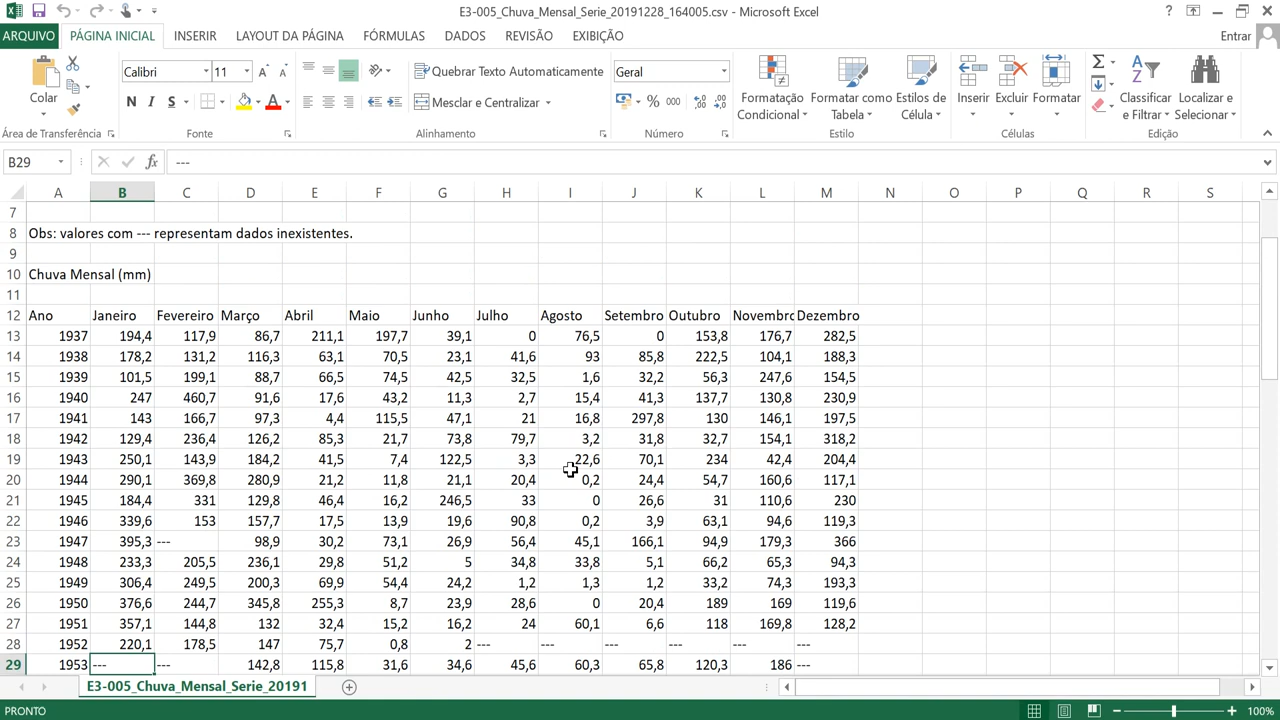 E3-005_Chuva_Mensal_Serie_20191228_164005.csv - Microsoft Excel
ARQUIVO PÁGINA INICIAL INSERIR LAYOUT DA PÁGINA FÓRMULAS DADOS REVISÃO EXIBIÇÃO Entrar
Colar Calibri 11 Quebrar Texto Automaticamente Geral
N I S Mesclar e Centralizar % 000
Formatação Condicional Formatar como Tabela Estilos de Célula Inserir Excluir Formatar Classificar e Filtrar Localizar e Selecionar
Área de Transferência Fonte Alinhamento Número Estilo Células Edição
B29 fx ---
A B C D E F G H I J K L M N O P Q R S
7
8 Obs: valores com --- representam dados inexistentes.
9
10 Chuva Mensal (mm)
11
12 Ano Janeiro Fevereiro Março Abril Maio Junho Julho Agosto Setembro Outubro Novembro Dezembro
13 1937 194,4 117,9 86,7 211,1 197,7 39,1 0 76,5 0 153,8 176,7 282,5
14 1938 178,2 131,2 116,3 63,1 70,5 23,1 41,6 93 85,8 222,5 104,1 188,3
15 1939 101,5 199,1 88,7 66,5 74,5 42,5 32,5 1,6 32,2 56,3 247,6 154,5
16 1940 247 460,7 91,6 17,6 43,2 11,3 2,7 15,4 41,3 137,7 130,8 230,9
17 1941 143 166,7 97,3 4,4 115,5 47,1 21 16,8 297,8 130 146,1 197,5
18 1942 129,4 236,4 126,2 85,3 21,7 73,8 79,7 3,2 31,8 32,7 154,1 318,2
19 1943 250,1 143,9 184,2 41,5 7,4 122,5 3,3 22,6 70,1 234 42,4 204,4
20 1944 290,1 369,8 280,9 21,2 11,8 21,1 20,4 0,2 24,4 54,7 160,6 117,1
21 1945 184,4 331 129,8 46,4 16,2 246,5 33 0 26,6 31 110,6 230
22 1946 339,6 153 157,7 17,5 13,9 19,6 90,8 0,2 3,9 63,1 94,6 119,3
23 1947 395,3 --- 98,9 30,2 73,1 26,9 56,4 45,1 166,1 94,9 179,3 366
24 1948 233,3 205,5 236,1 29,8 51,2 5 34,8 33,8 5,1 66,2 65,3 94,3
25 1949 306,4 249,5 200,3 69,9 54,4 24,2 1,2 1,3 1,2 33,2 74,3 193,3
26 1950 376,6 244,7 345,8 255,3 8,7 23,9 28,6 0 20,4 189 169 119,6
27 1951 357,1 144,8 132 32,4 15,2 16,2 24 60,1 6,6 118 169,8 128,2
28 1952 220,1 178,5 147 75,7 0,8 2 --- --- --- --- --- ---
29 1953 --- --- 142,8 115,8 31,6 34,6 45,6 60,3 65,8 120,3 186 ---
E3-005_Chuva_Mensal_Serie_20191
PRONTO 100%